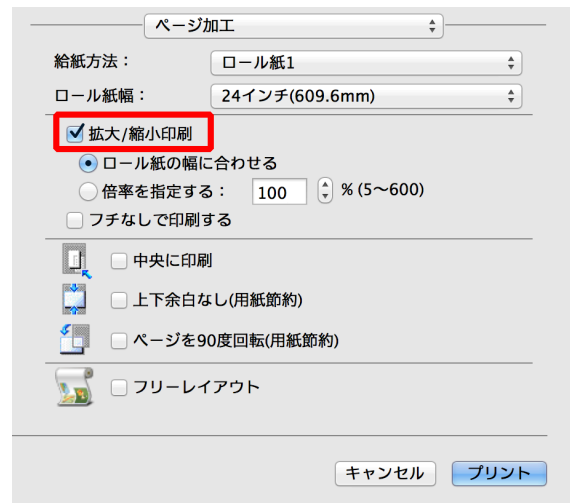 ページ加工
給紙方法： ロール紙1
ロール紙幅： 24インチ(609.6mm)
拡大/縮小印刷
ロール紙の幅に合わせる
倍率を指定する： 100 % (5～600)
フチなしで印刷する
中央に印刷
上下余白なし(用紙節約)
ページを90度回転(用紙節約)
フリーレイアウト
キャンセル プリント